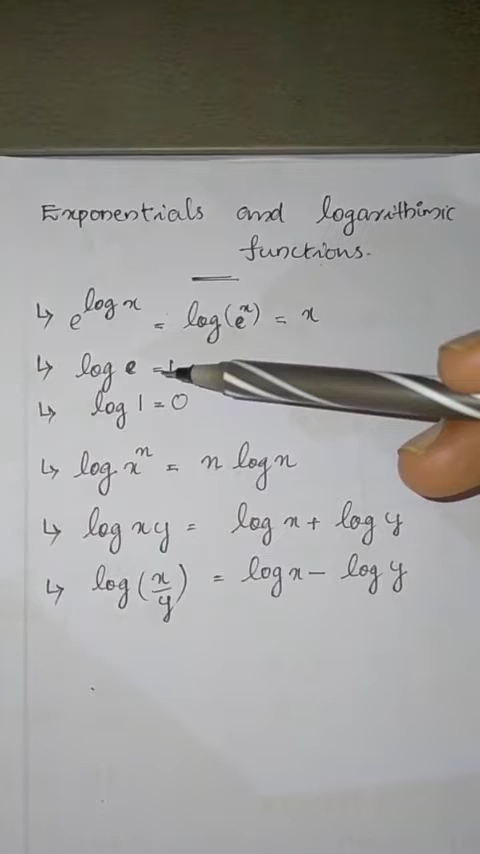 Exponentials and logarithimic
functions.
↳ e^{log x} = log(e^x) = x
↳ log e = 1
↳ log 1 = 0
↳ log x^n = n log x
↳ log xy = log x + log y
↳ log(x/y) = log x - log y